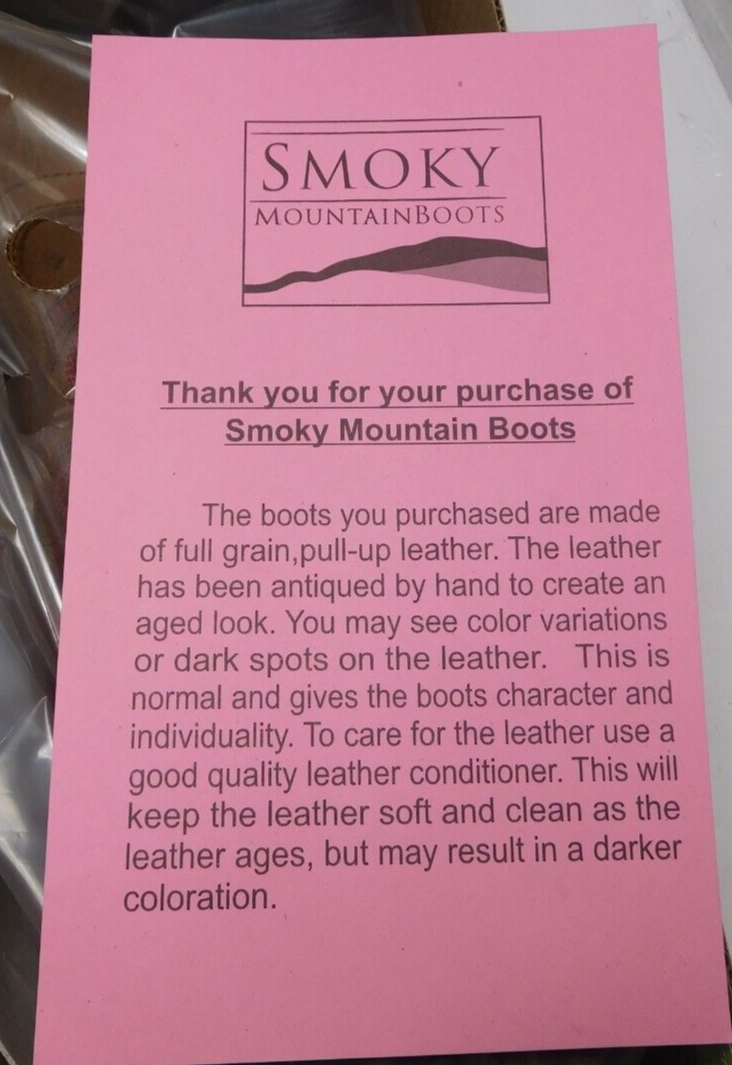 SMOKY
MOUNTAINBOOTS
Thank you for your purchase of
Smoky Mountain Boots
The boots you purchased are made
of full grain,pull-up leather. The leather
has been antiqued by hand to create an
aged look. You may see color variations
or dark spots on the leather. This is
normal and gives the boots character and
individuality. To care for the leather use a
good quality leather conditioner. This will
keep the leather soft and clean as the
leather ages, but may result in a darker
coloration.